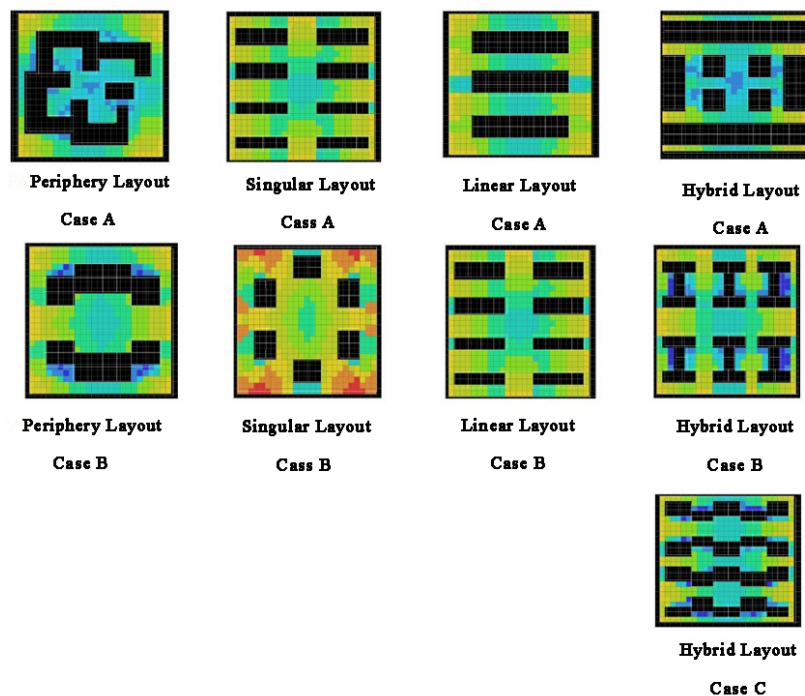 Periphery Layout
Case A
Singular Layout
Cass A
Linear Layout
Case A
Hybrid Layout
Case A
Periphery Layout
Case B
Singular Layout
Cass B
Linear Layout
Case B
Hybrid Layout
Case B
Hybrid Layout
Case C